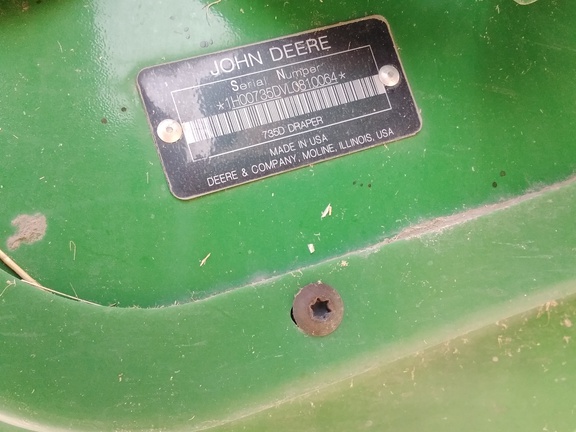 JOHN DEERE
Serial Number
*1H00735DVL0810064*
735D DRAPER
MADE IN USA
DEERE & COMPANY, MOLINE, ILLINOIS, USA